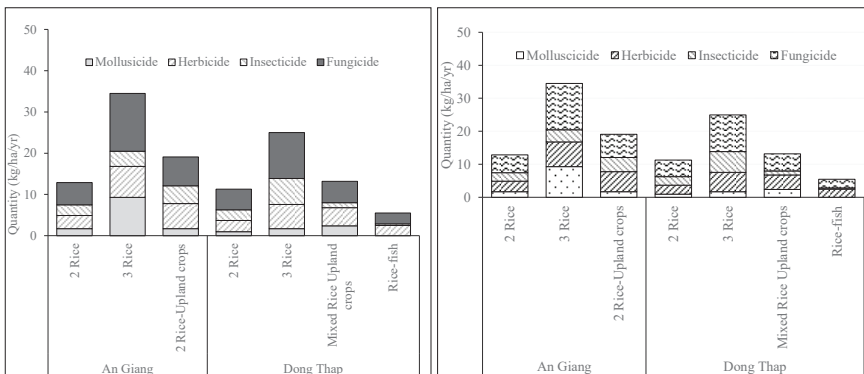 50
40
30
20
10
0
Quantity (kg/ha/yr)
Mollusicide Herbicide Insecticide Fungicide
2 Rice
3 Rice
2 Rice-Upland crops
2 Rice
3 Rice
Mixed Rice Upland
crops
Rice-fish
An Giang Dong Thap
50
40
30
20
10
0
Quantity (kg/ha/yr)
Molluscicide Herbicide Insecticide Fungicide
2 Rice
3 Rice
2 Rice-Upland crops
2 Rice
3 Rice
Mixed Rice Upland crops
Rice-fish
An Giang Dong Thap